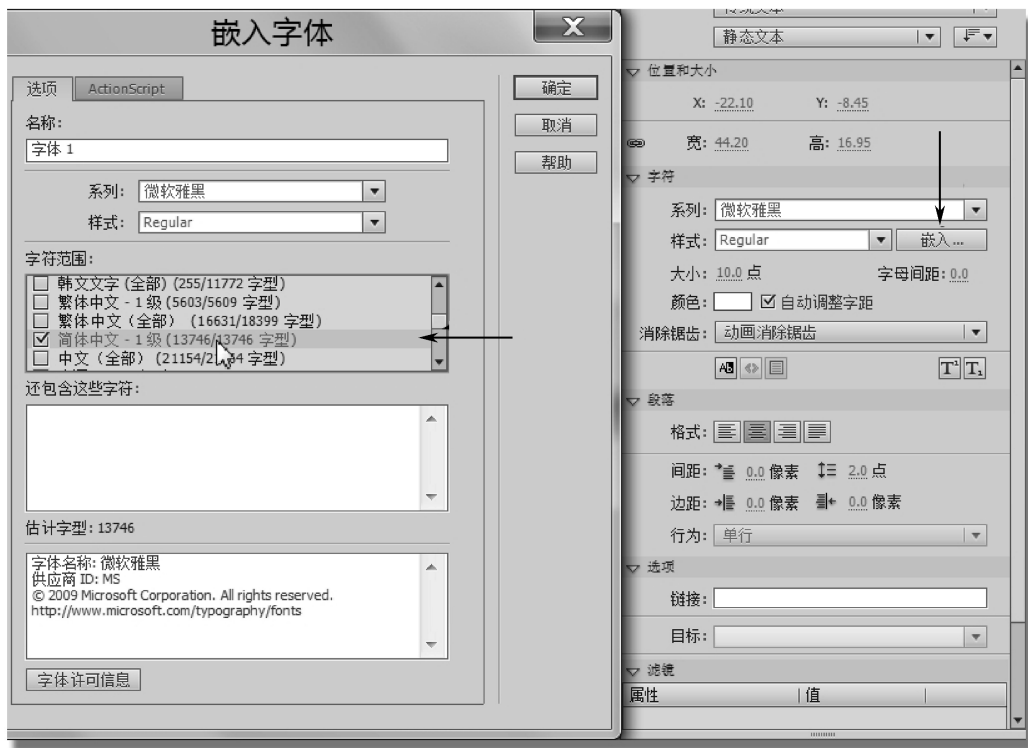 嵌入字体
选项
ActionScript
名称:
字体 1
系列: 微软雅黑
样式: Regular
字符范围:
韩文文字 (全部) (255/11772 字型)
繁体中文 - 1 级 (5603/5609 字型)
繁体中文（全部） (16631/18399 字型)
简体中文 - 1 级 (13746/13746 字型)
中文（全部） (21154/2 字型)
还包含这些字符:
估计字型: 13746
字体名称: 微软雅黑
供应商 ID: MS
© 2009 Microsoft Corporation. All rights reserved.
http://www.microsoft.com/typography/fonts
字体许可信息
确定
取消
帮助
静态文本
位置和大小
X: -22.10 Y: -8.45
宽: 44.20 高: 16.95
字符
系列: 微软雅黑
样式: Regular 嵌入...
大小: 10.0 点 字母间距: 0.0
颜色: 自动调整字距
消除锯齿: 动画消除锯齿
段落
格式:
间距: 0.0 像素 2.0 点
边距: 0.0 像素 0.0 像素
行为: 单行
选项
链接:
目标:
滤镜
属性 值